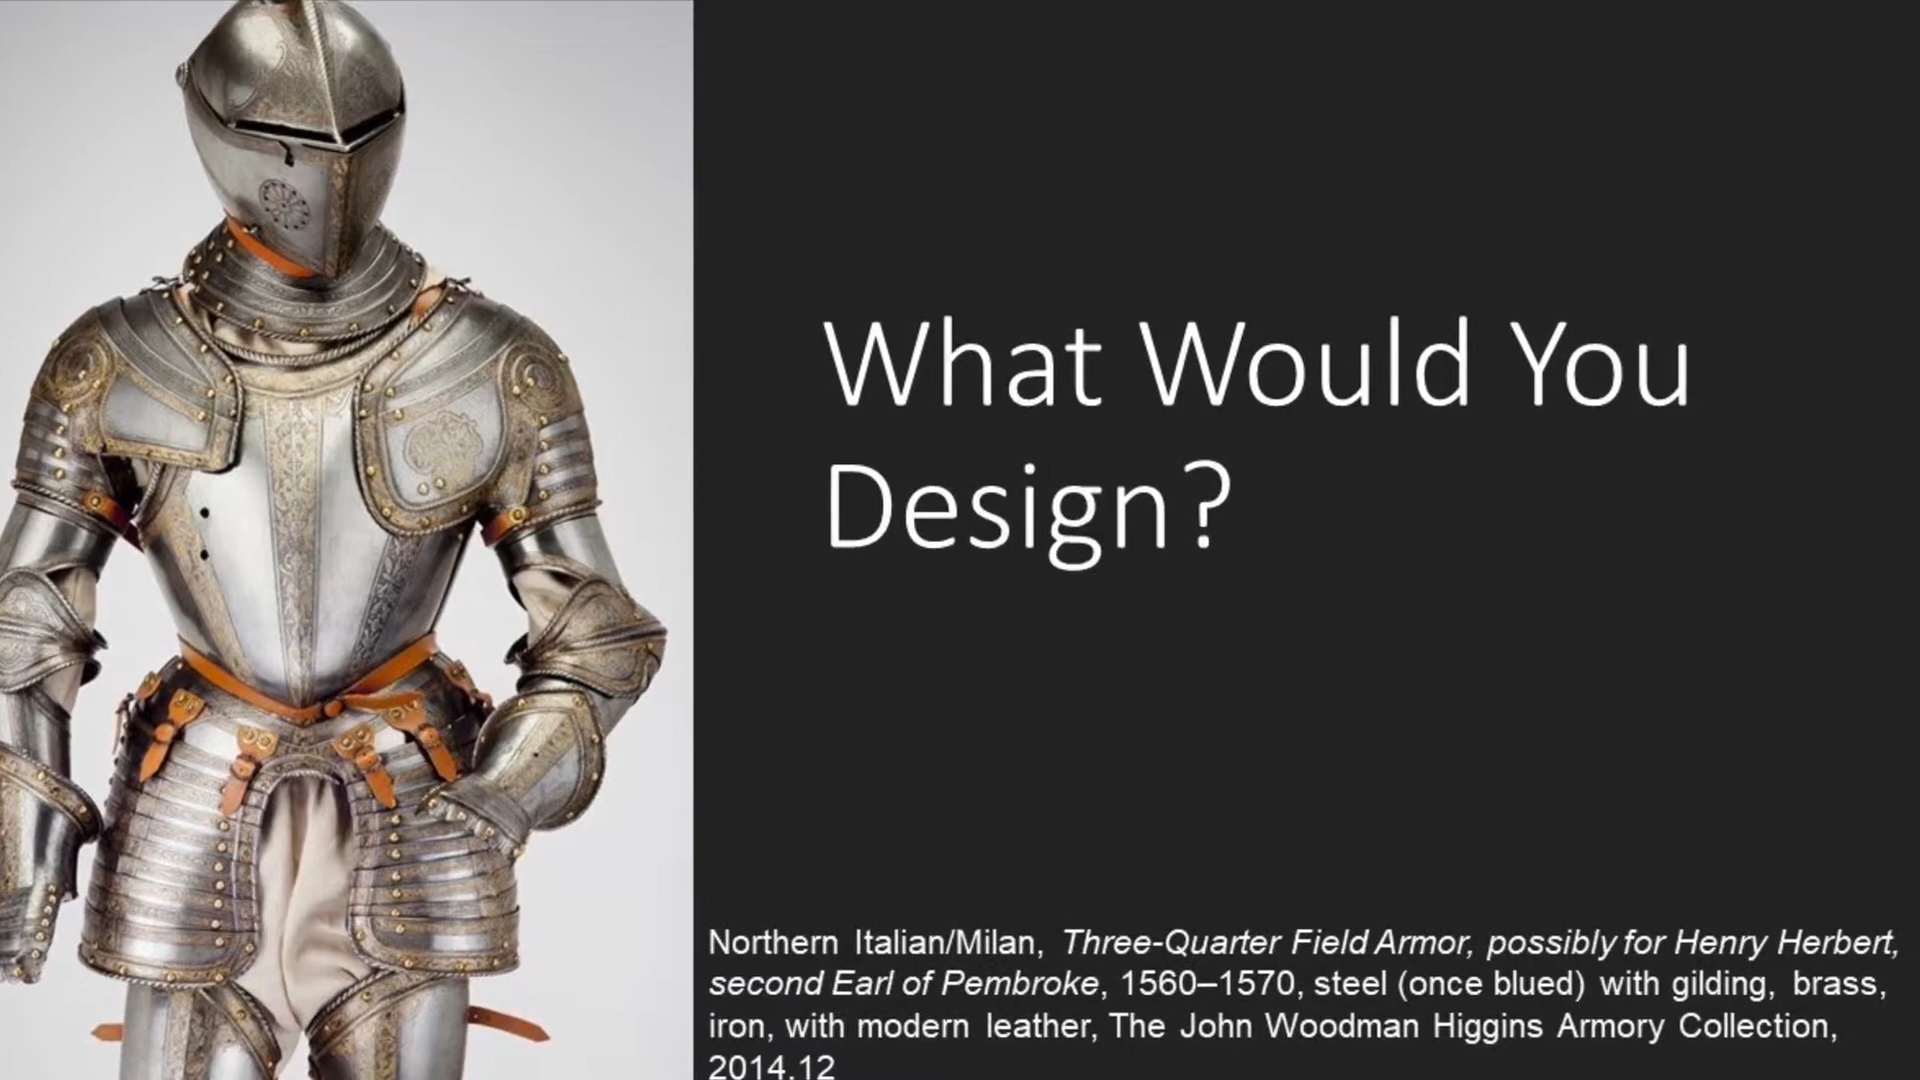 What Would You
Design?
Northern Italian/Milan, Three-Quarter Field Armor, possibly for Henry Herbert,
second Earl of Pembroke, 1560–1570, steel (once blued) with gilding, brass,
iron, with modern leather, The John Woodman Higgins Armory Collection,
2014.12